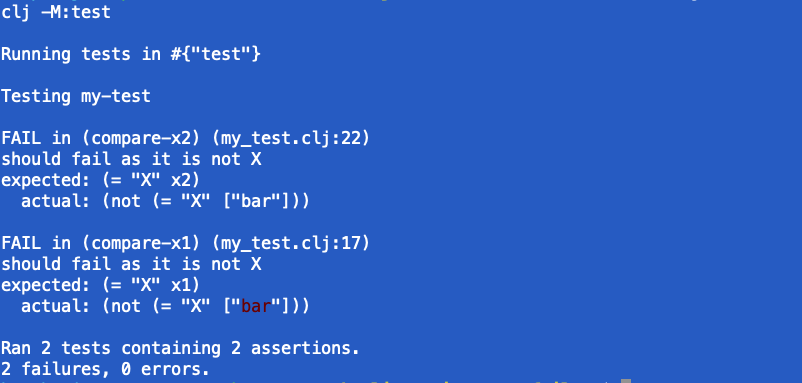 clj -M:test
Running tests in #{"test"}
Testing my-test
FAIL in (compare-x2) (my_test.clj:22)
should fail as it is not X
expected: (= "X" x2)
actual: (not (= "X" ["bar"]))
FAIL in (compare-x1) (my_test.clj:17)
should fail as it is not X
expected: (= "X" x1)
actual: (not (= "X" ["bar"]))
Ran 2 tests containing 2 assertions.
2 failures, 0 errors.